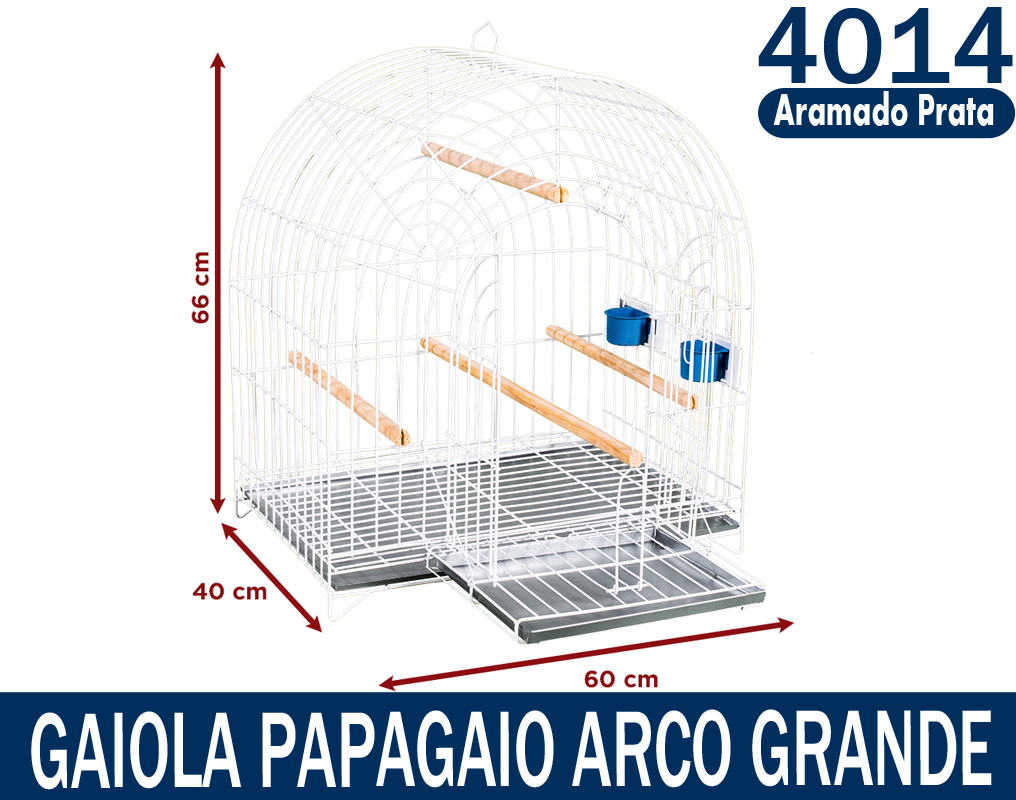 4014
Aramado Prata
66 cm
40 cm
60 cm
GAIOLA PAPAGAIO ARCO GRANDE